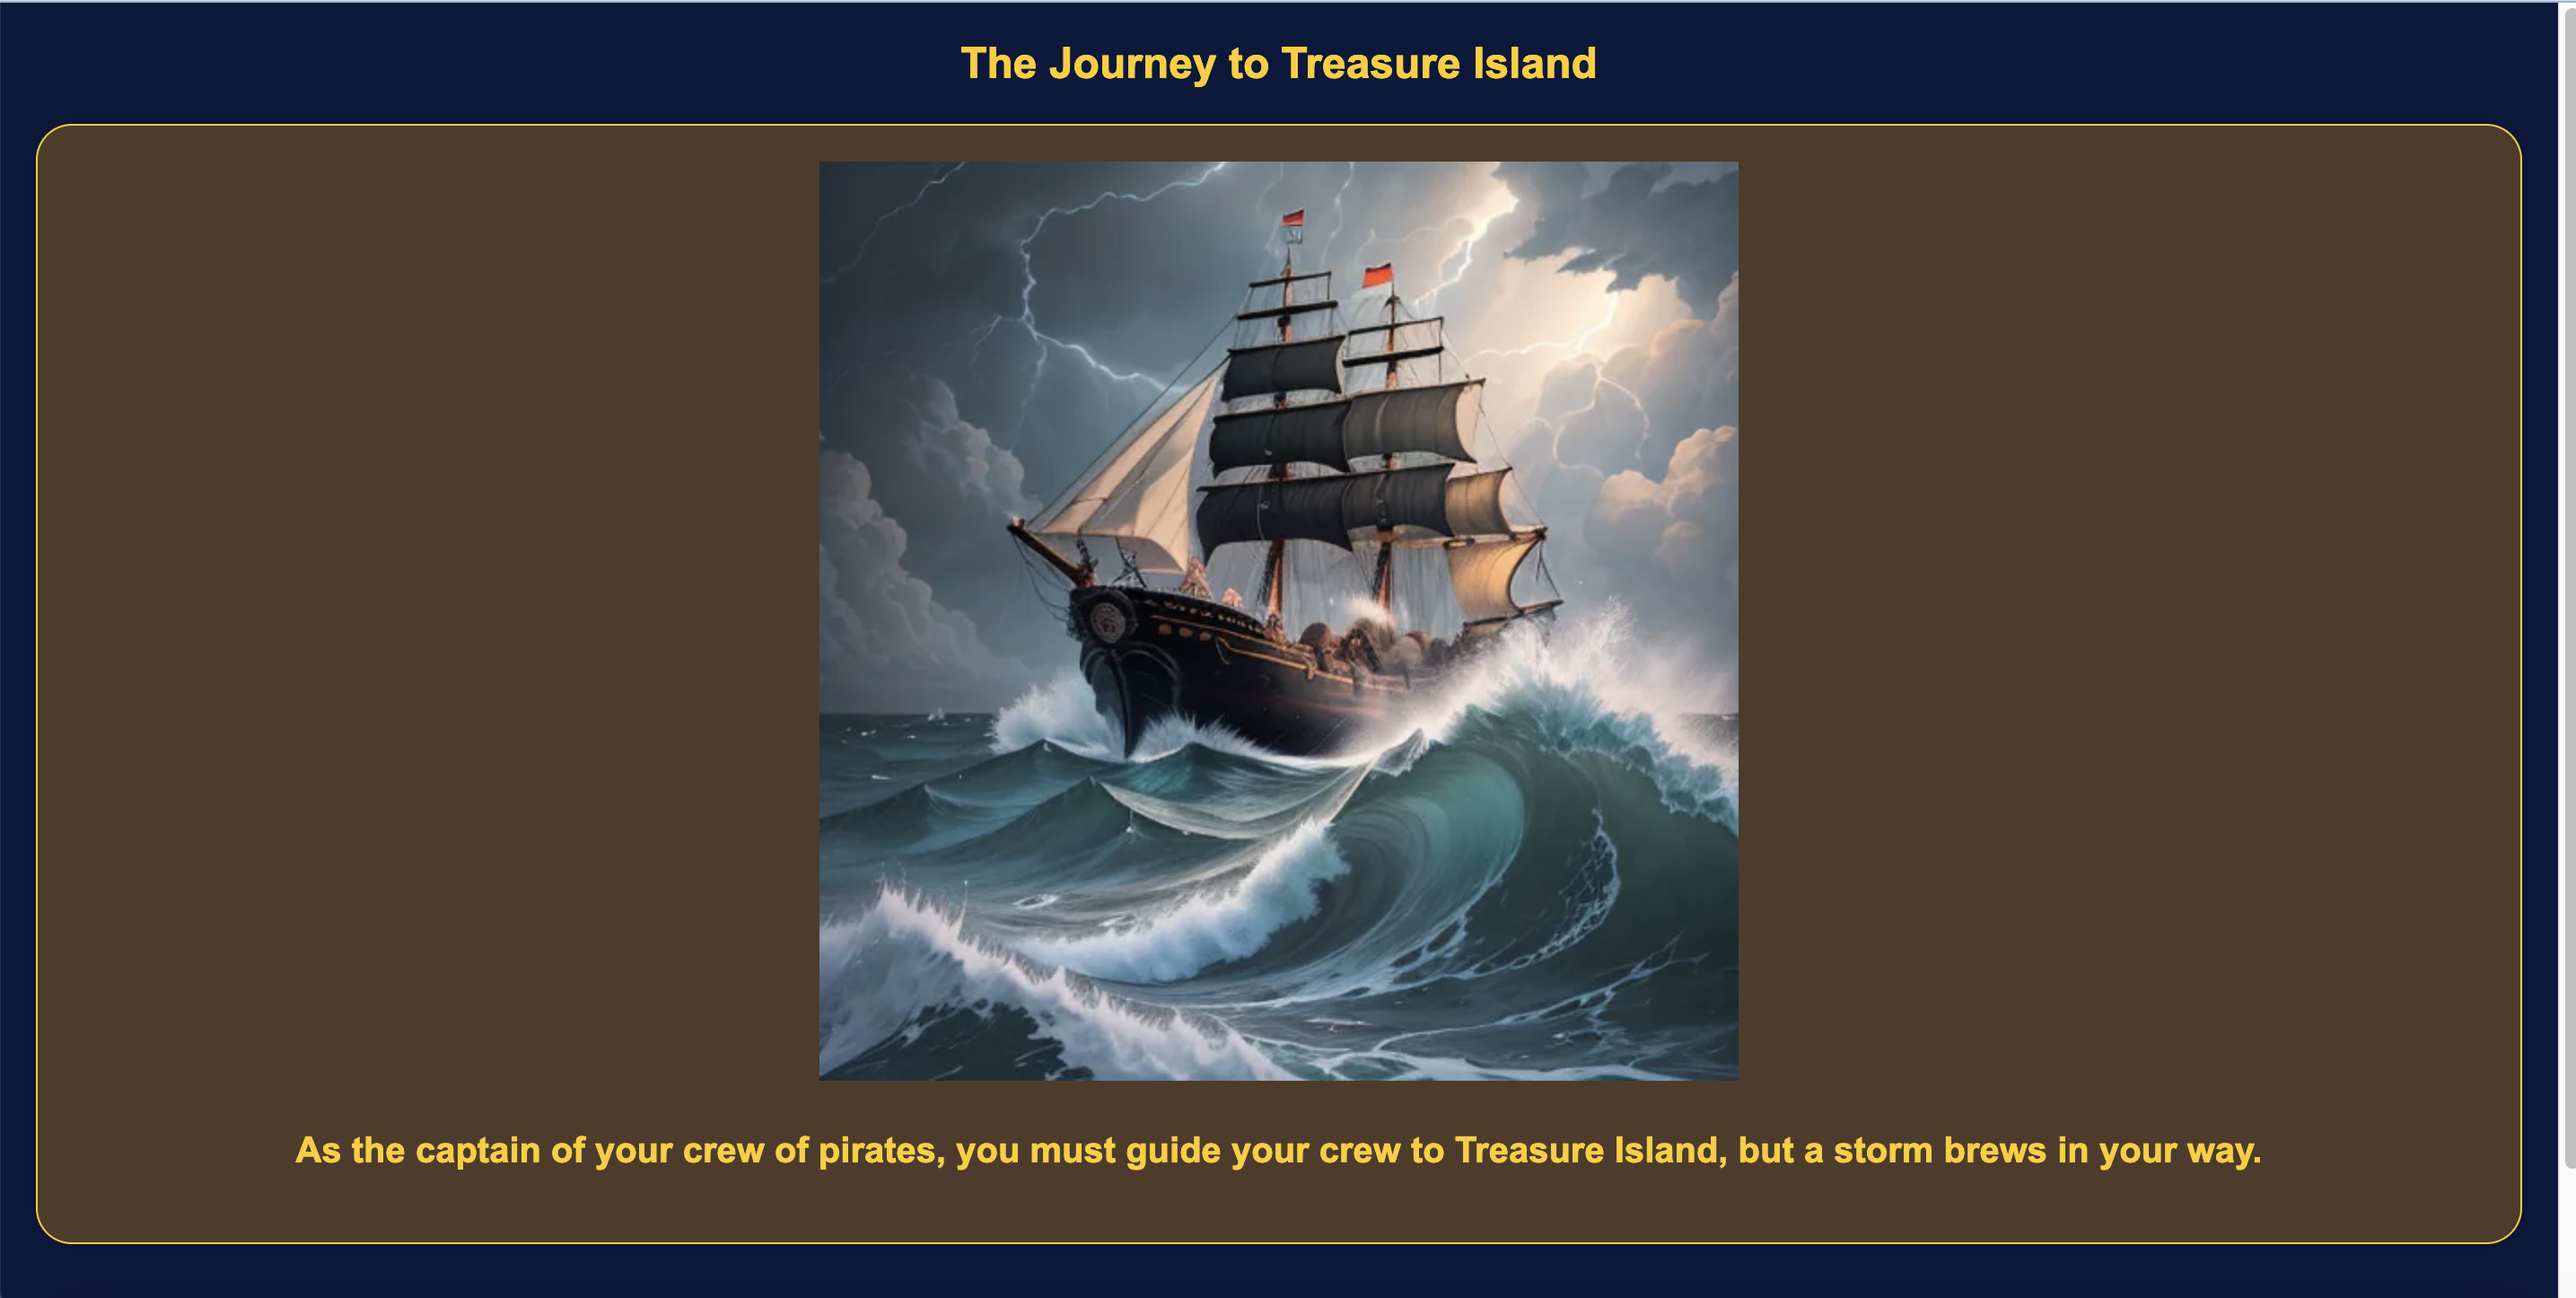 The Journey to Treasure Island
As the captain of your crew of pirates, you must guide your crew to Treasure Island, but a storm brews in your way.